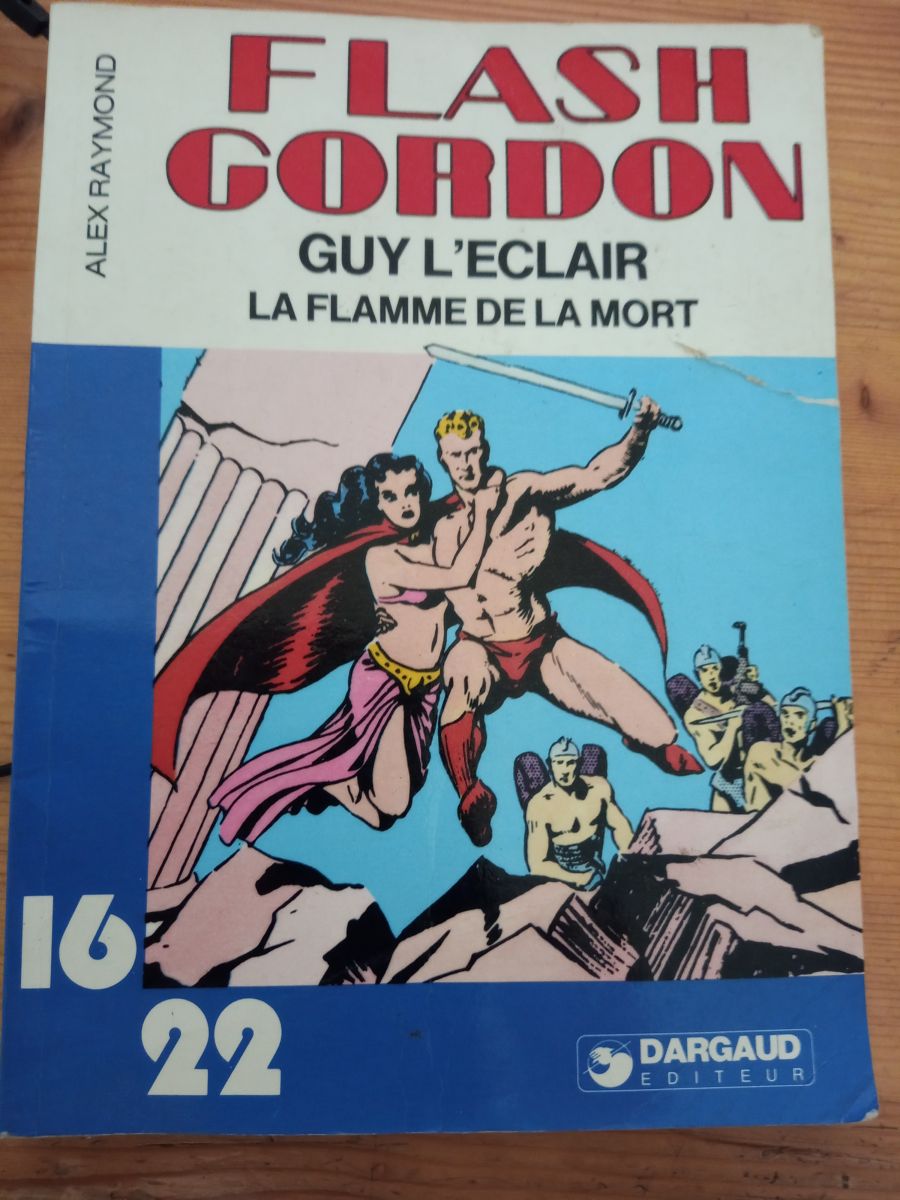 ALEX RAYMOND
FLASH
GORDON
GUY L'ECLAIR
LA FLAMME DE LA MORT
16
22
DARGAUD
EDITEUR